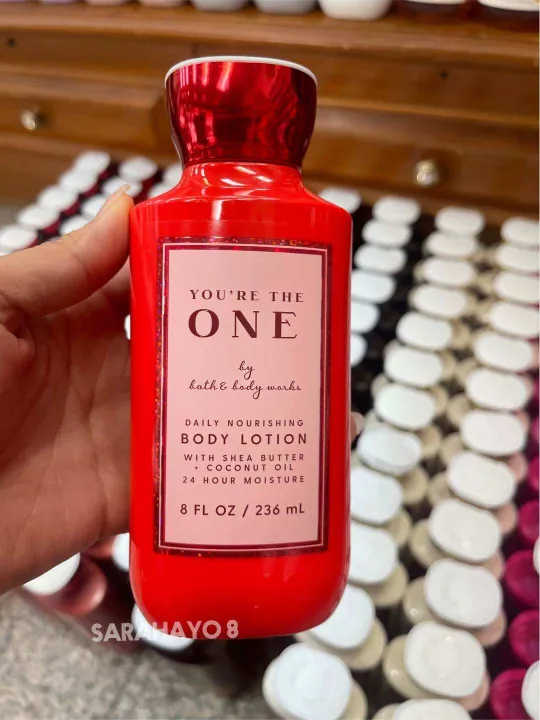 YOU'RE THE
ONE
by
bath & body works
DAILY NOURISHING
BODY LOTION
WITH SHEA BUTTER
+ COCONUT OIL
24 HOUR MOISTURE
8 FL OZ / 236 mL
SARAHAYO8